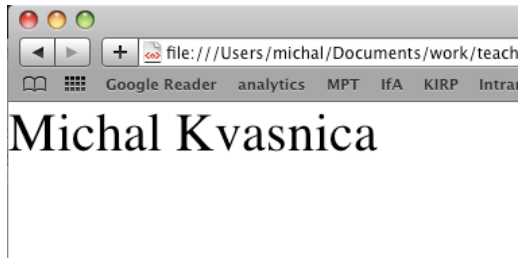 file:///Users/michal/Documents/work/teach
Google Reader analytics MPT IfA KIRP Intra
Michal Kvasnica